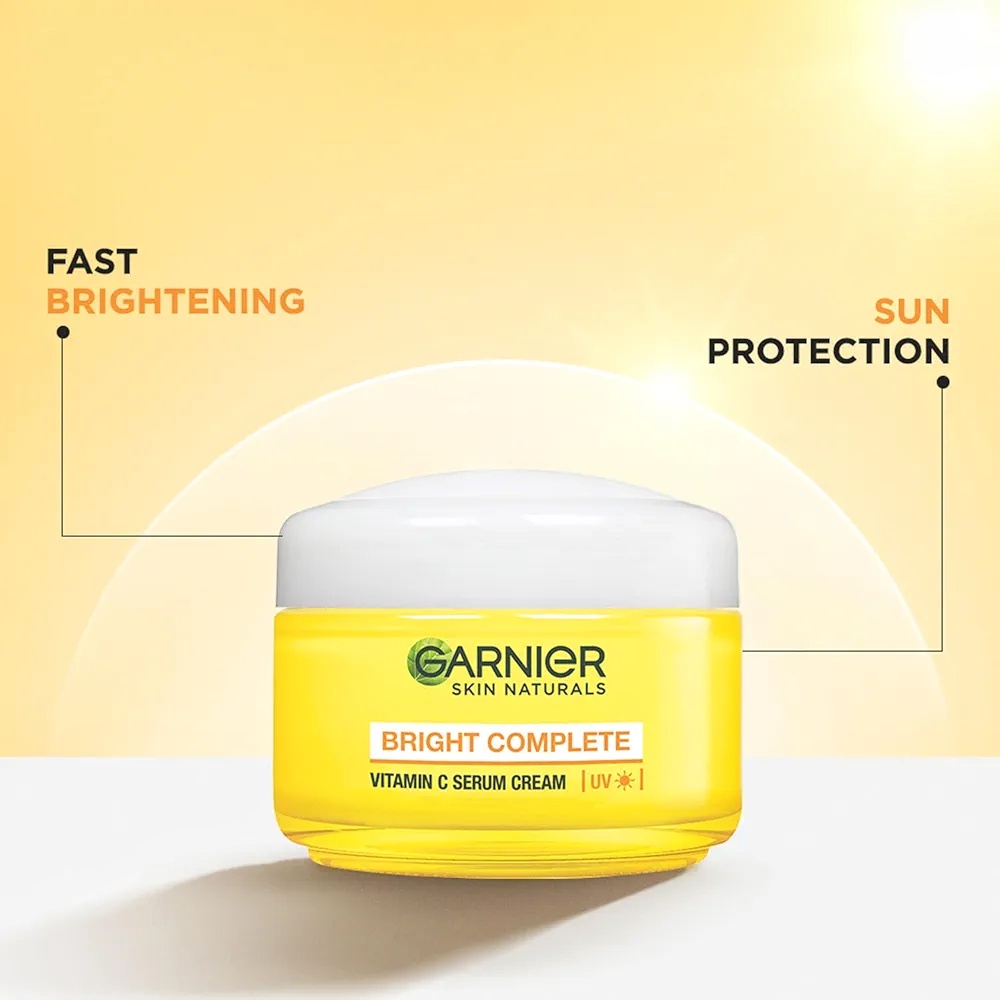 FAST
BRIGHTENING
SUN
PROTECTION
GARNIER
SKIN NATURALS
BRIGHT COMPLETE
VITAMIN C SERUM CREAM | UV |